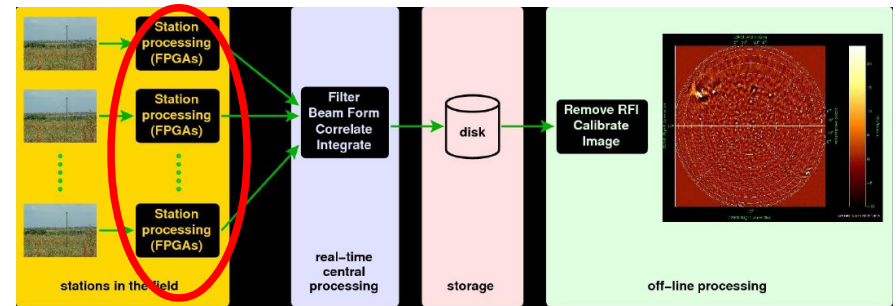 Station
processing
(FPGAs)
Station
processing
(FPGAs)
Station
processing
(FPGAs)
stations in the field
Filter
Beam Form
Correlate
Integrate
real-time
central
processing
disk
storage
Remove RFI
Calibrate
Image
off-line processing